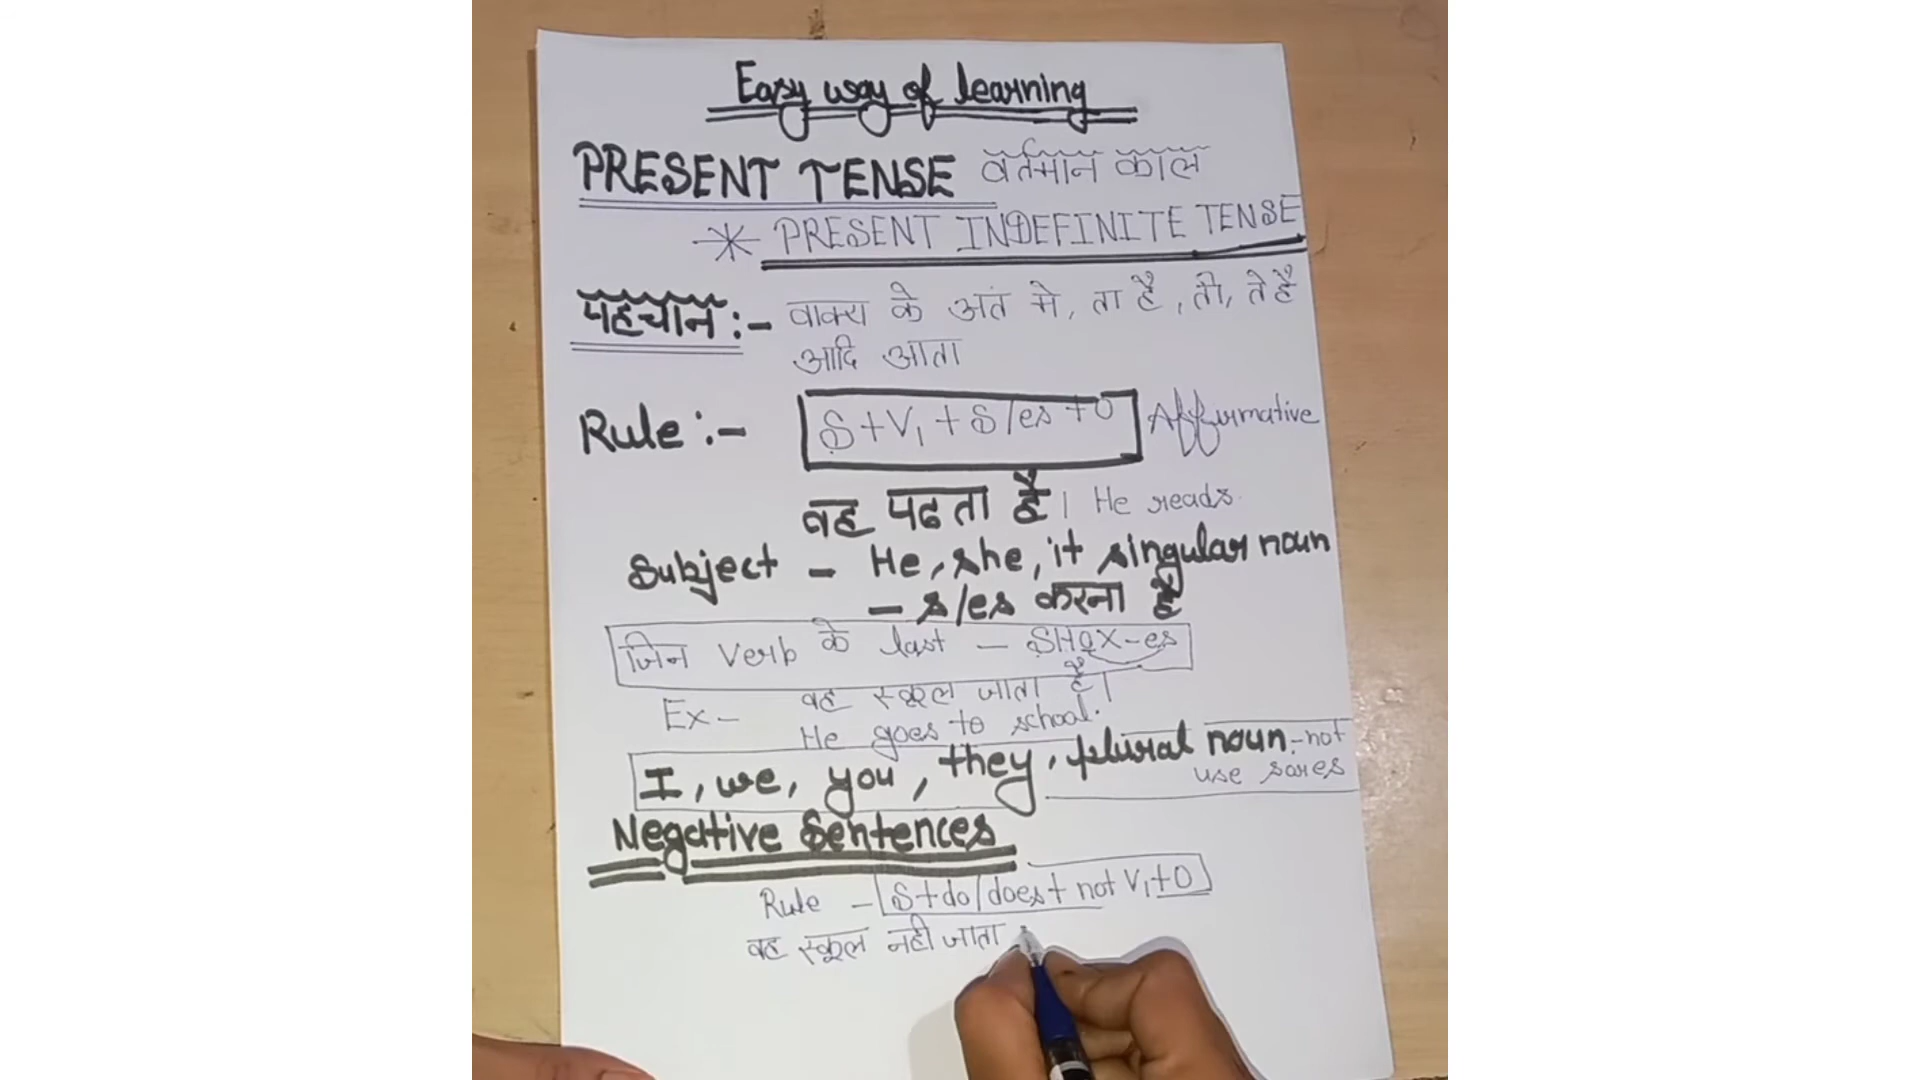 Easy way of learning
PRESENT TENSE वर्तमान काल
* PRESENT INDEFINITE TENSE
पहचान :- वाक्य के अतं मे, ता है, ती, ते है
आदि आता
Rule :- S+V₁+S/es+O Affirmative
वह पढता है। He reads.
Subject - He, she, it singular noun
- s/es करना है
जिन Verb के last - SHOX-es
Ex- वह स्कूल जाता है।
He goes to school.
I, we, you, they, plural noun.-not
use sores
Negative Sentences
Rule - S+do/does+ not V₁+O
वह स्कूल नही जाता